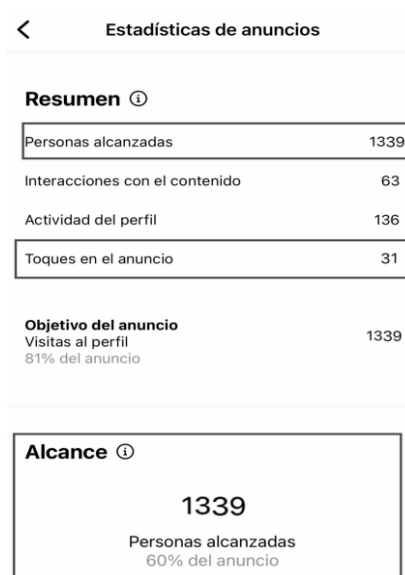 Estadísticas de anuncios
Resumen
Personas alcanzadas 1339
Interacciones con el contenido 63
Actividad del perfil 136
Toques en el anuncio 31
Objetivo del anuncio
Visitas al perfil 1339
81% del anuncio
Alcance
1339
Personas alcanzadas
60% del anuncio